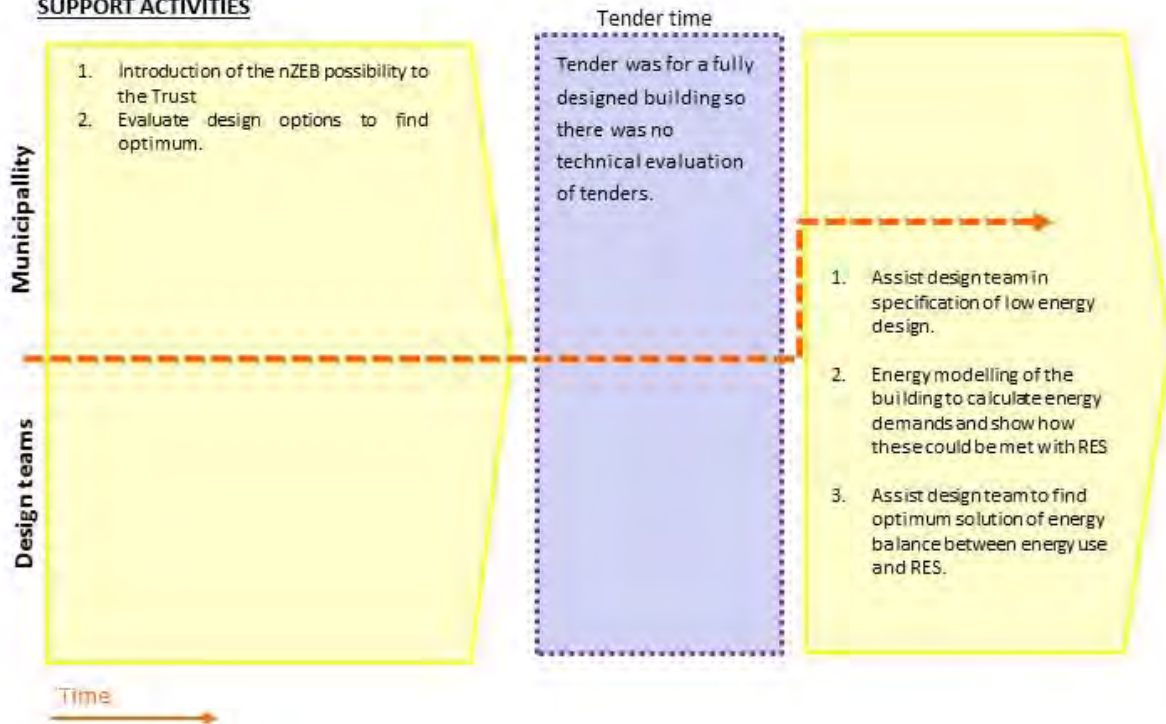 SUPPORT ACTIVITIES
Tender time
1. Introduction of the nZEB possibility to
the Trust
2. Evaluate design options to find
optimum.
Tender was for a fully
designed building so
there was no
technical evaluation
of tenders.
Municipallity
Design teams
1. Assist design team in
specification of low energy
design.
2. Energy modelling of the
building to calculate energy
demands and show how
these could be met with RES
3. Assist design team to find
optimum solution of energy
balance between energy use
and RES.
Time